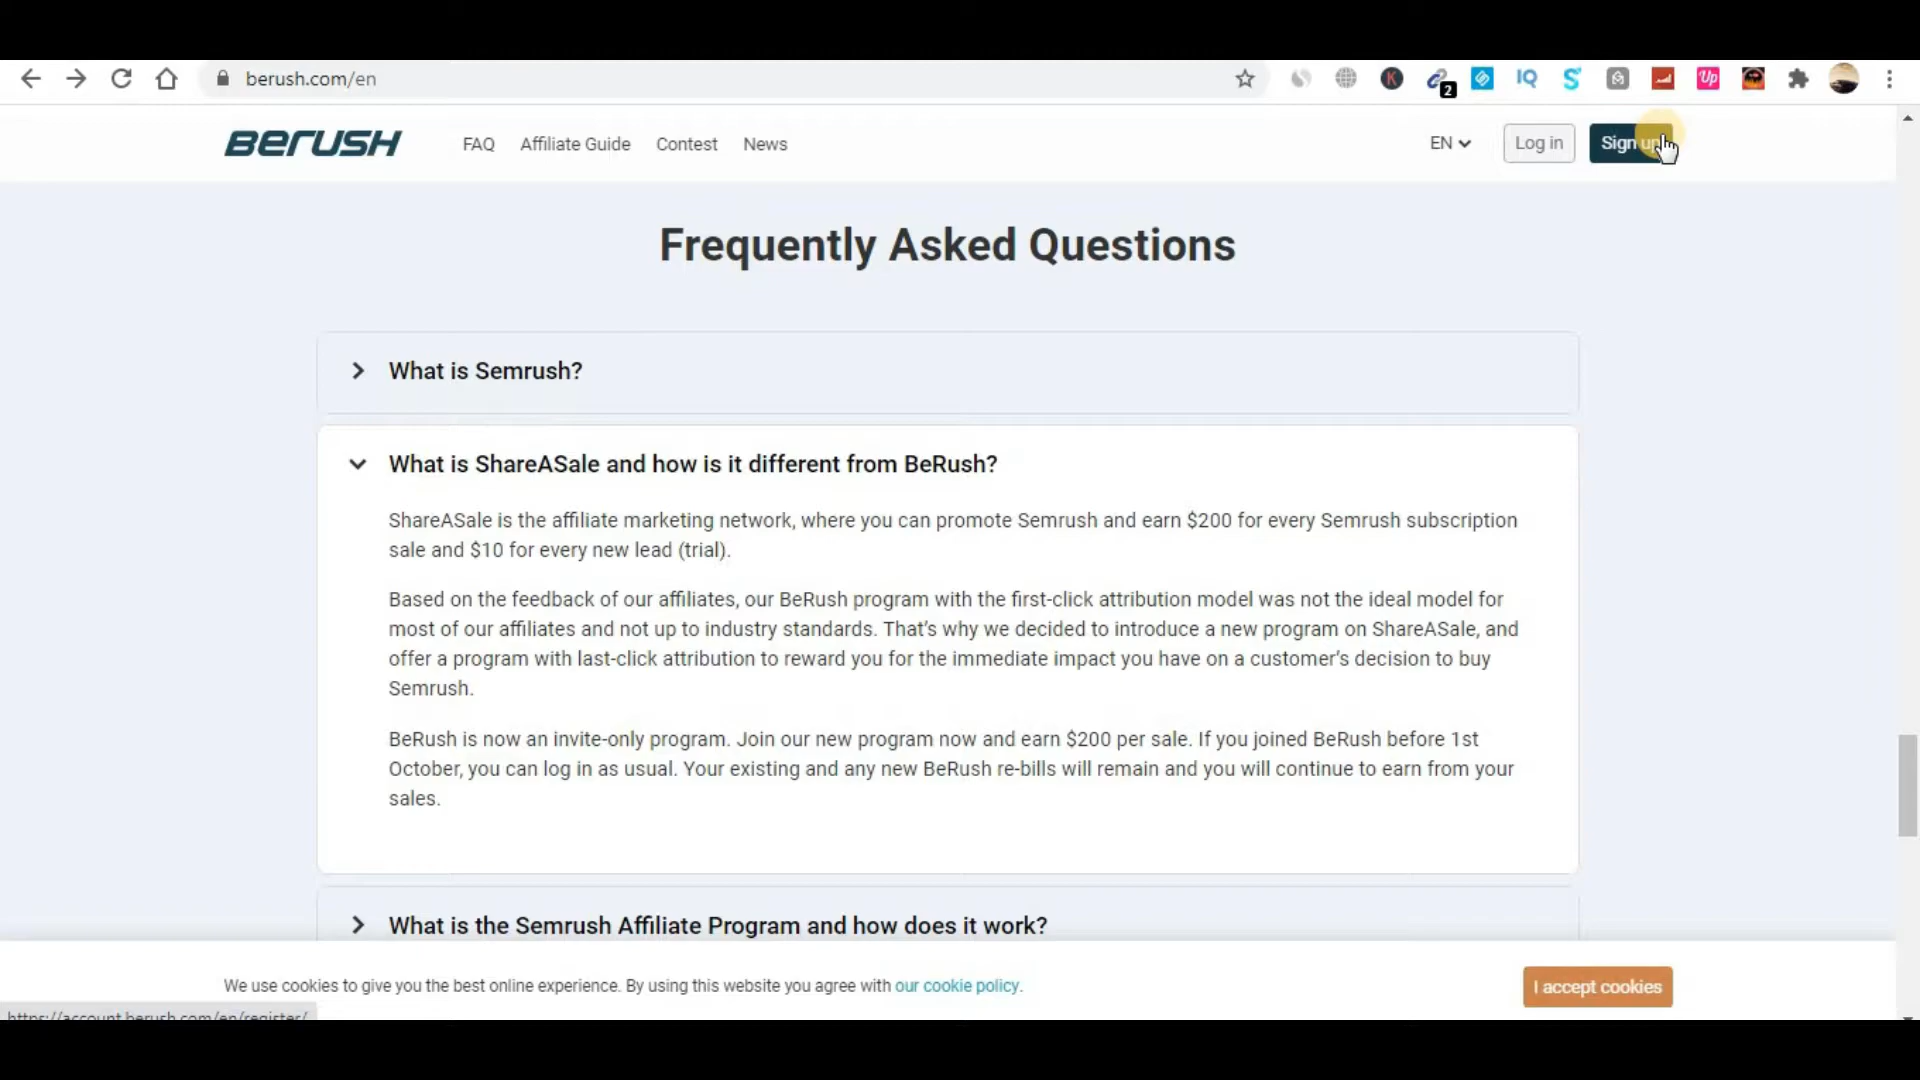 berush.com/en
2
IQ
K
S
Up
BERUSH
FAQ
Affiliate Guide
Contest
News
EN
Log in
Sign up
Frequently Asked Questions
What is Semrush?
What is ShareASale and how is it different from BeRush?
ShareASale is the affiliate marketing network, where you can promote Semrush and earn $200 for every Semrush subscription
sale and $10 for every new lead (trial).
Based on the feedback of our affiliates, our BeRush program with the first-click attribution model was not the ideal model for
most of our affiliates and not up to industry standards. That's why we decided to introduce a new program on ShareASale, and
offer a program with last-click attribution to reward you for the immediate impact you have on a customer's decision to buy
Semrush.
BeRush is now an invite-only program. Join our new program now and earn $200 per sale. If you joined BeRush before 1st
October, you can log in as usual. Your existing and any new BeRush re-bills will remain and you will continue to earn from your
sales.
What is the Semrush Affiliate Program and how does it work?
We use cookies to give you the best online experience. By using this website you agree with our cookie policy.
I accept cookies
https://account.berush.com/en/register/